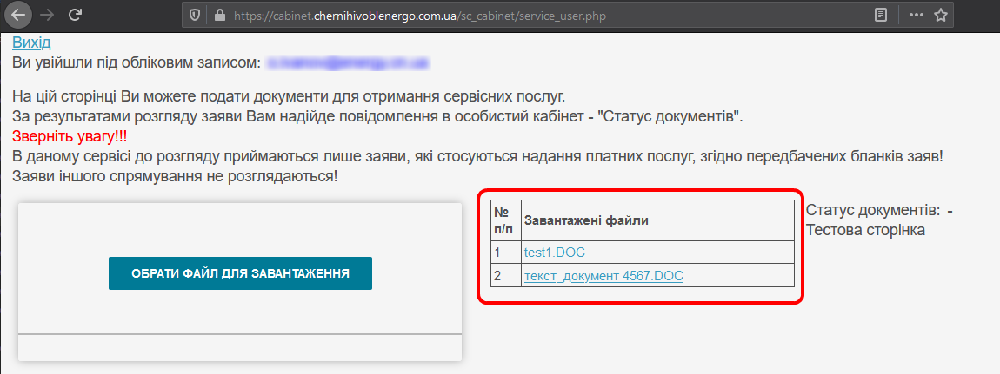 https://cabinet.chernihivoblenergo.com.ua/sc_cabinet/service_user.php
Вихід
Ви увійшли під обліковим записом:
На цій сторінці Ви можете подати документи для отримання сервісних послуг.
За результатами розгляду заяви Вам надійде повідомлення в особистий кабінет - "Статус документів".
Зверніть увагу!!!
В даному сервісі до розгляду приймаються лише заяви, які стосуються надання платних послуг, згідно передбачених бланків заяв!
Заяви іншого спрямування не розглядаються!
ОБРАТИ ФАЙЛ ДЛЯ ЗАВАНТАЖЕННЯ
№ п/п Завантажені файли
1 test1.DOC
2 текст_документ 4567.DOC
Статус документів: -
Тестова сторінка